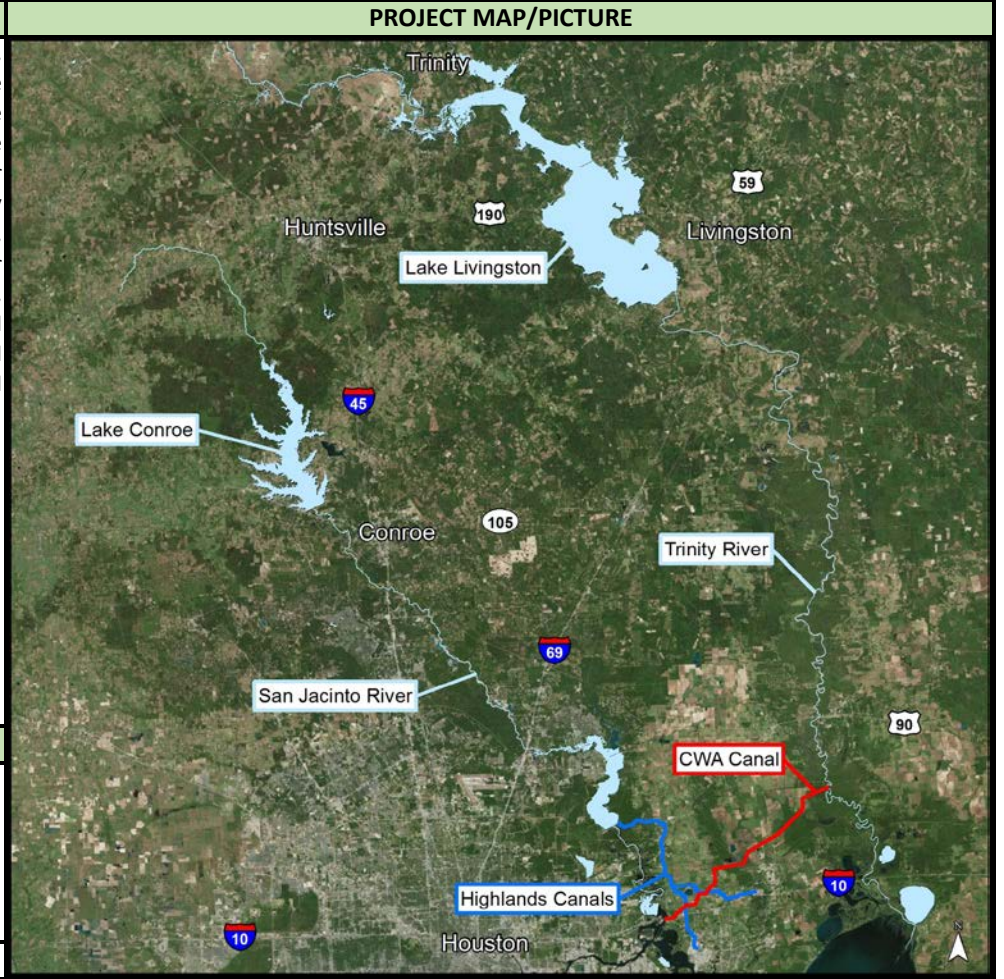 PROJECT MAP/PICTURE
Trinity
59
190
Huntsville
Livingston
Lake Livingston
45
Lake Conroe
105
Conroe
Trinity River
69
San Jacinto River
90
CWA Canal
10
Highlands Canals
10
Houston
N